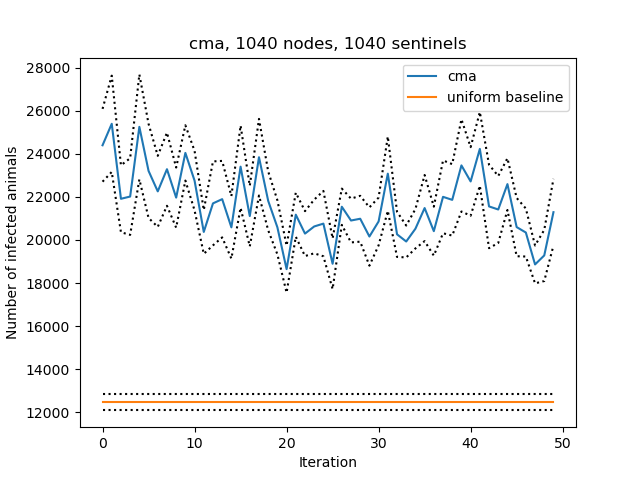 cma, 1040 nodes, 1040 sentinels
cma
uniform baseline
Number of infected animals
28000
26000
24000
22000
20000
18000
16000
14000
12000
0 10 20 30 40 50
Iteration